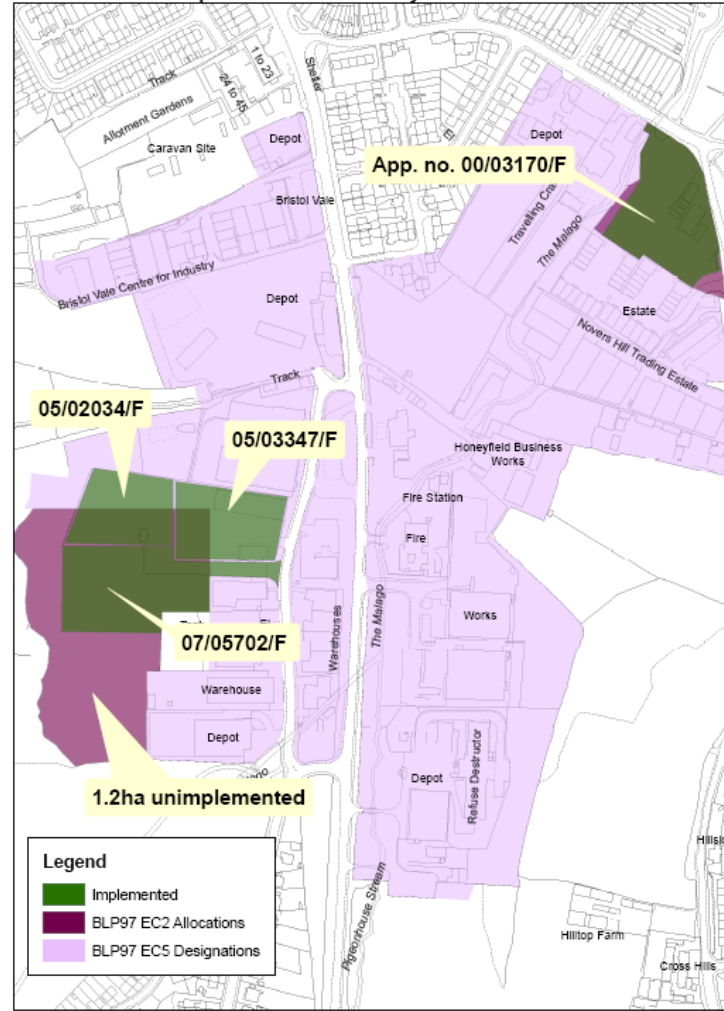 Track
1 to 23
24 to 45
Shelter
Allotment Gardens
Caravan Site
Depot
Depot
App. no. 00/03170/F
Bristol Vale
Travelling Cra
The Malago
Bristol Vale Centre for Industry
Depot
Estate
Novers Hill Trading Estate
Track
05/02034/F
05/03347/F
Honeyfield Business
Works
Fire Station
Fire
The Malago
Works
Warehouses
07/05702/F
Warehouse
Depot
Depot
Refuse Destructor
1.2ha unimplemented
Legend
Implemented
BLP97 EC2 Allocations
BLP97 EC5 Designations
Pigeonhouse Stream
Hilltop Farm
Cross Hills